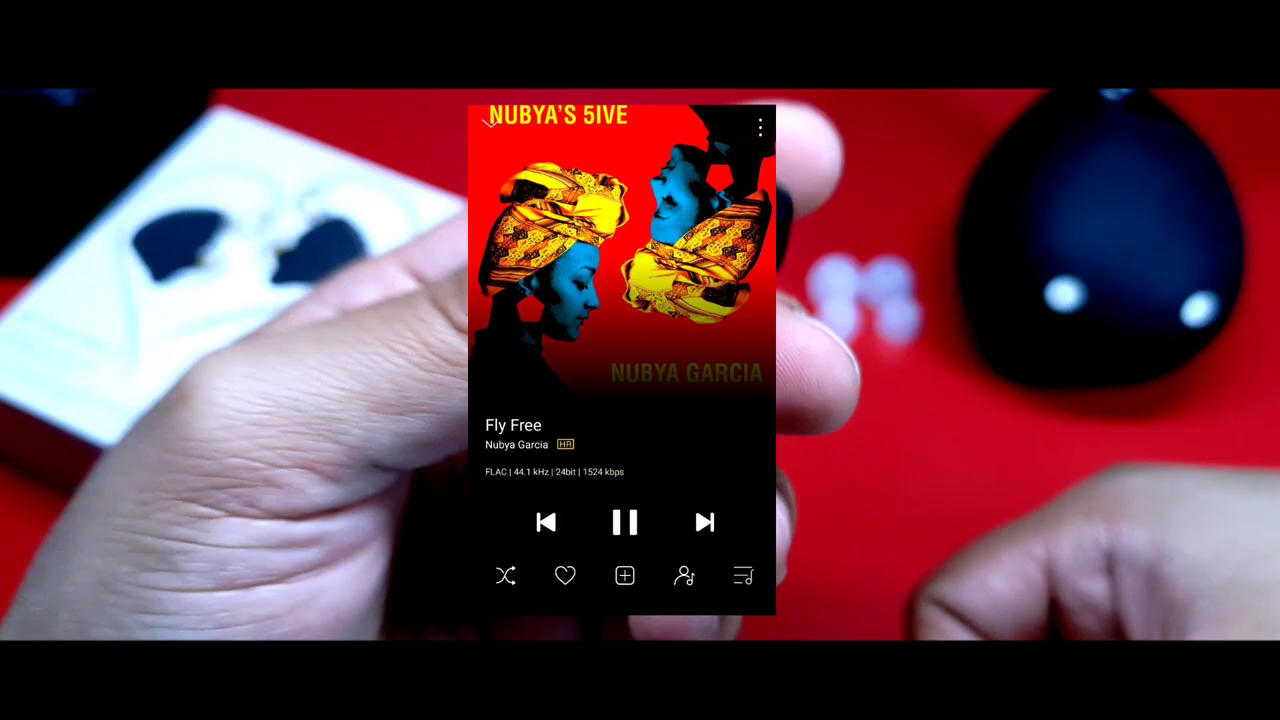 NUBYA'S 5IVE
NUBYA GARCIA
Fly Free
Nubya Garcia HR
FLAC | 44.1 kHz | 24bit | 1524 kbps